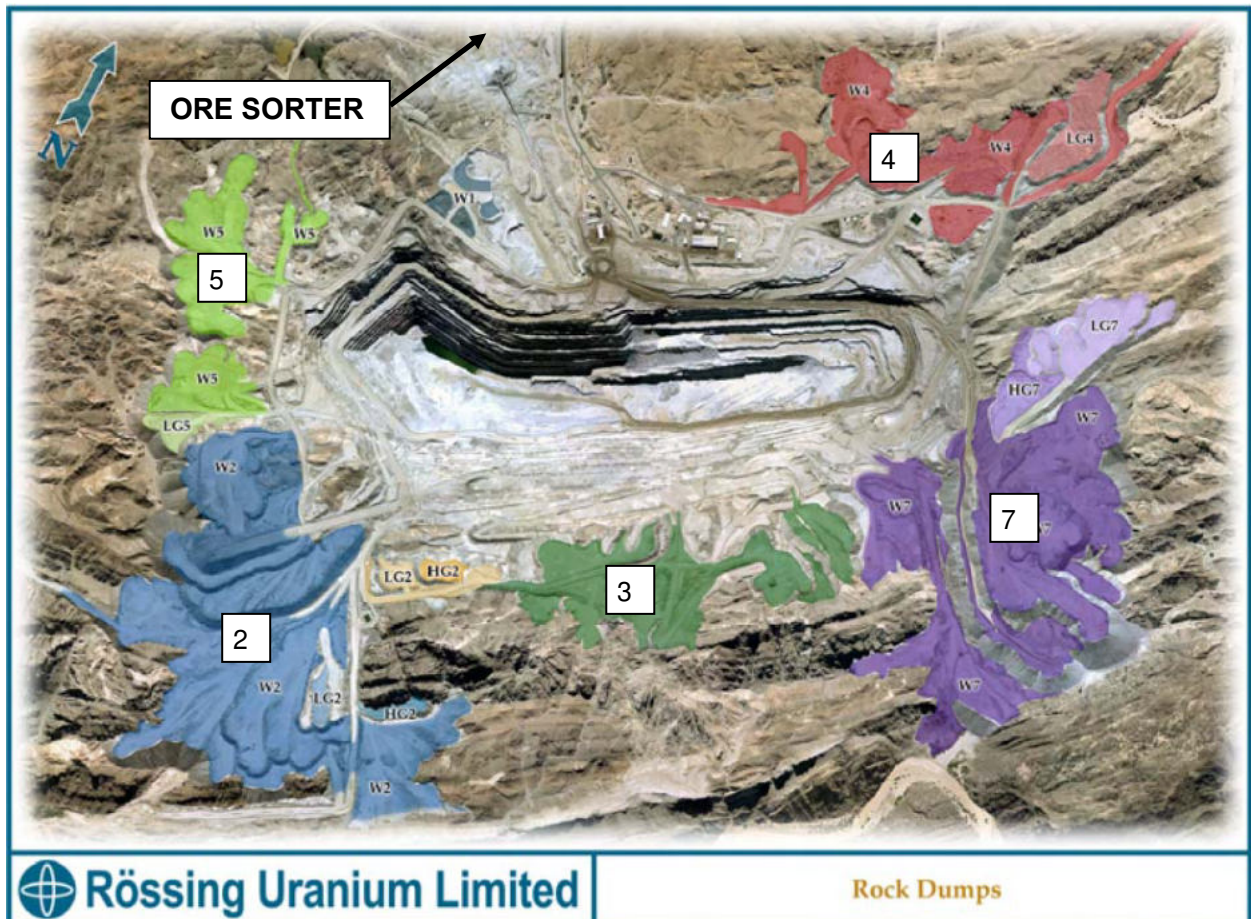 N
ORE SORTER
W4
LG4
W4
4
W1
W5
W5
5
LG7
HG7
W7
W5
LG5
W2
W7
7
LG2
HG2
3
2
W2
LG2
HG2
W7
W2
Rössing Uranium Limited
Rock Dumps